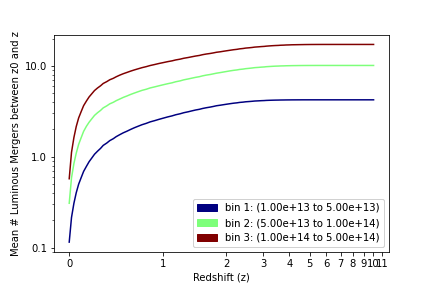 Mean # Luminous Mergers between z0 and z
10.0
1.0
0.1
bin 1: (1.00e+13 to 5.00e+13)
bin 2: (5.00e+13 to 1.00e+14)
bin 3: (1.00e+14 to 5.00e+14)
0 1 2 3 4 5 6 7 8 9 10 11
Redshift (z)